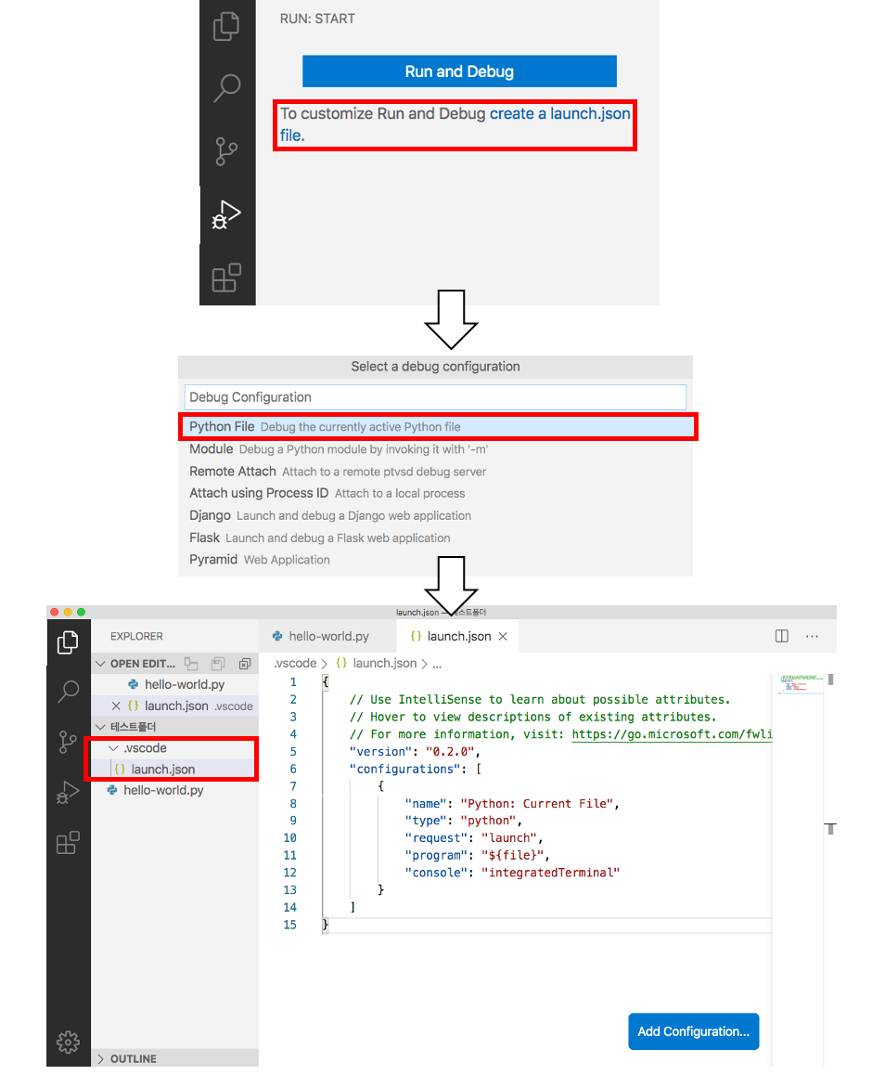 RUN: START
Run and Debug
To customize Run and Debug create a launch.json
file.
Select a debug configuration
Debug Configuration
Python File Debug the currently active Python file
Module Debug a Python module by invoking it with '-m'
Remote Attach Attach to a remote ptvsd debug server
Attach using Process ID Attach to a local process
Django Launch and debug a Django web application
Flask Launch and debug a Flask web application
Pyramid Web Application
launch.json — テスト폴더
EXPLORER
hello-world.py
{} launch.json ×
...
OPEN EDIT...
.vscode > {} launch.json > ...
hello-world.py
× {} launch.json .vscode
テスト폴더
.vscode
{} launch.json
hello-world.py
1 {
2 // Use IntelliSense to learn about possible attributes.
3 // Hover to view descriptions of existing attributes.
4 // For more information, visit: https://go.microsoft.com/fwli
5 "version": "0.2.0",
6 "configurations": [
7 {
8 "name": "Python: Current File",
9 "type": "python",
10 "request": "launch",
11 "program": "${file}",
12 "console": "integratedTerminal"
13 }
14 ]
15 }
Add Configuration...
OUTLINE